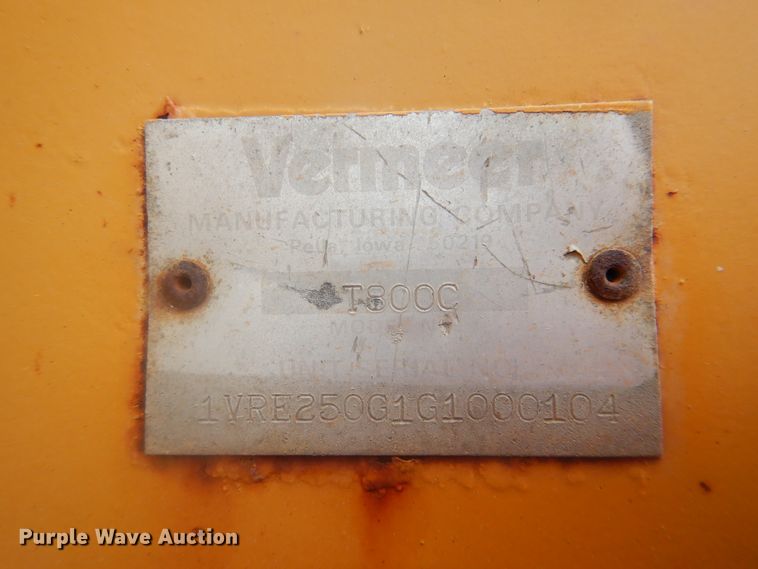 Vermeer
MANUFACTURING COMPANY
Pella, Iowa 50219
T800C
MODEL NO.
UNIT SERIAL NO.
1VRE250G1G1000104
Purple Wave Auction